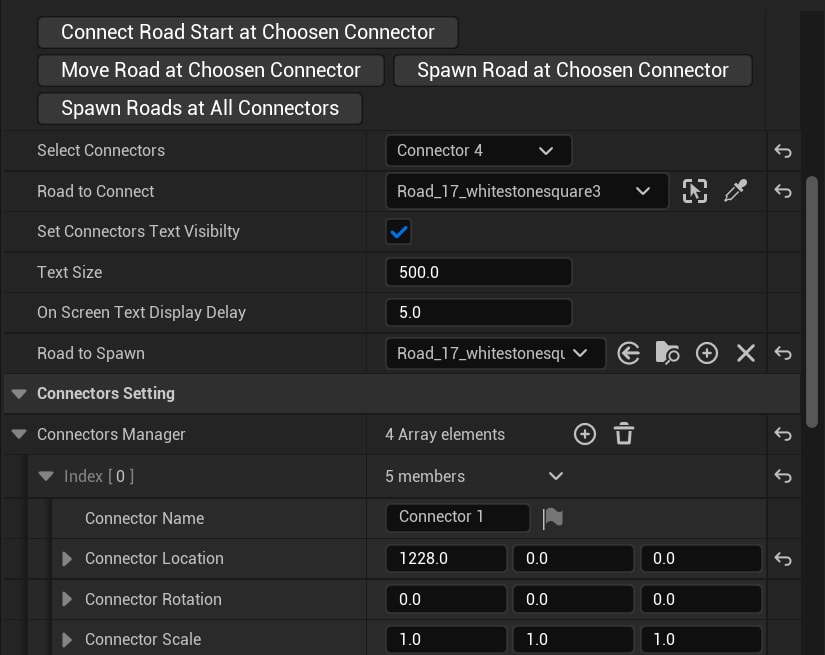 Connect Road Start at Choosen Connector
Move Road at Choosen Connector Spawn Road at Choosen Connector
Spawn Roads at All Connectors
Select Connectors Connector 4
Road to Connect Road_17_whitestonesquare3
Set Connectors Text Visibilty
Text Size 500.0
On Screen Text Display Delay 5.0
Road to Spawn Road_17_whitestonesqu
Connectors Setting
Connectors Manager 4 Array elements
Index [ 0 ] 5 members
Connector Name Connector 1
Connector Location 1228.0 0.0 0.0
Connector Rotation 0.0 0.0 0.0
Connector Scale 1.0 1.0 1.0